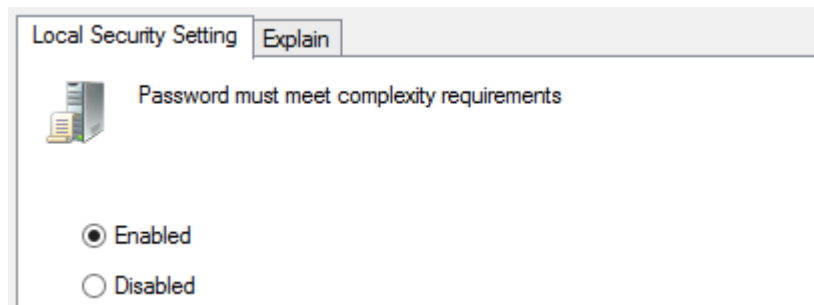 Local Security Setting Explain
Password must meet complexity requirements
Enabled
Disabled